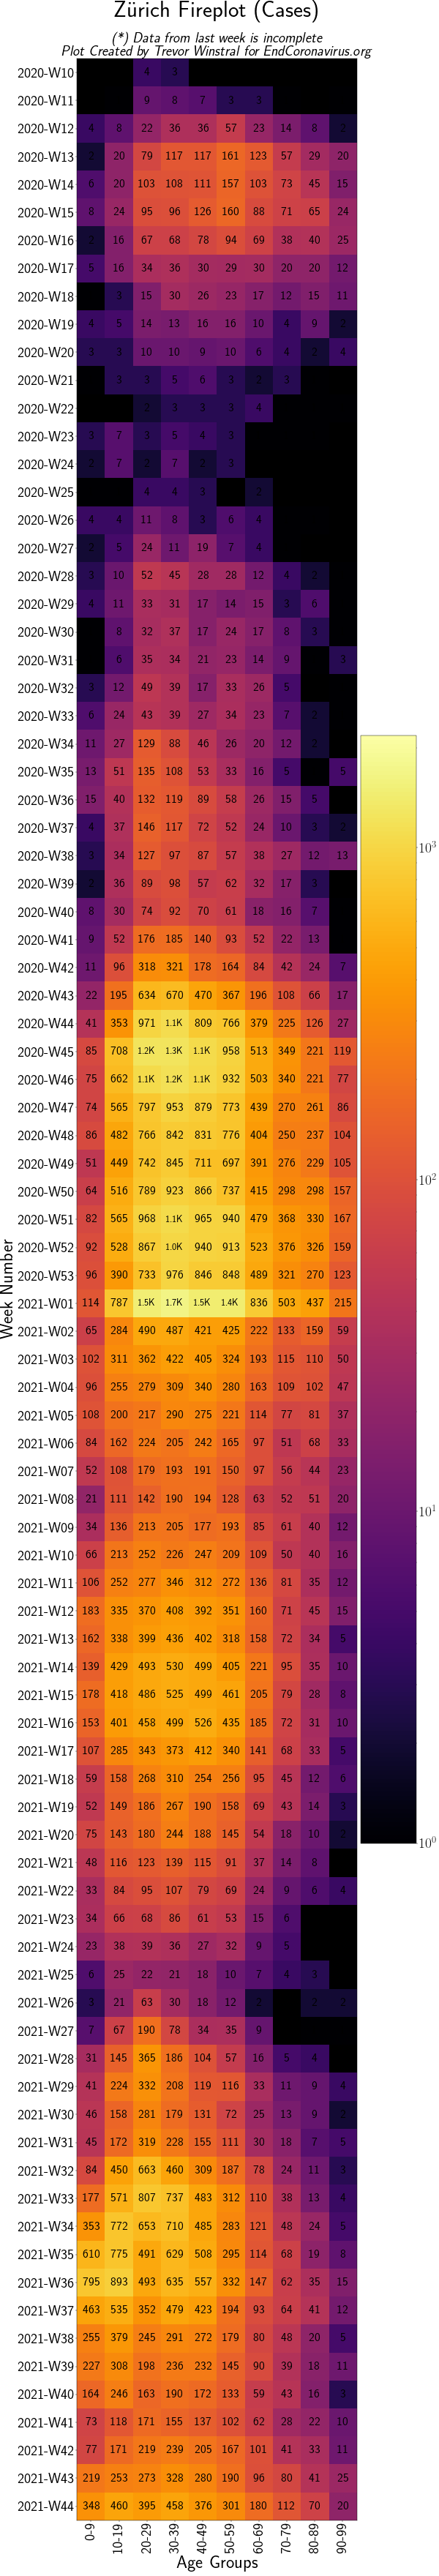 Zürich Fireplot (Cases)
(*) Data from last week is incomplete
Plot Created by Trevor Winstral for EndCoronavirus.org
2020-W10 4 3
2020-W11 9 8 7 3 3
2020-W12 4 8 22 36 36 57 23 14 8 2
2020-W13 2 20 79 117 117 161 123 57 29 20
2020-W14 6 20 103 108 111 157 103 73 45 15
2020-W15 8 24 95 96 126 160 88 71 65 24
2020-W16 2 16 67 68 78 94 69 38 40 25
2020-W17 5 16 34 36 30 29 30 20 20 12
2020-W18 3 15 30 26 23 17 12 15 11
2020-W19 4 5 14 13 16 16 10 4 9 2
2020-W20 3 3 10 10 9 10 6 4 2 4
2020-W21 3 3 5 6 3 2 3
2020-W22 2 3 3 3 4
2020-W23 3 7 3 5 4 3
2020-W24 2 7 2 7 2 3
2020-W25 4 4 3 2
2020-W26 4 4 11 8 3 6 4
2020-W27 2 5 24 11 19 7 4
2020-W28 3 10 52 45 28 28 12 4 2
2020-W29 4 11 33 31 17 14 15 3 6
2020-W30 8 32 37 17 24 17 8 3
2020-W31 6 35 34 21 23 14 9 3
2020-W32 3 12 49 39 17 33 26 5
2020-W33 6 24 43 39 27 34 23 7 2
2020-W34 11 27 129 88 46 26 20 12 2
2020-W35 13 51 135 108 53 33 16 5 5
2020-W36 15 40 132 119 89 58 26 15 5
2020-W37 4 37 146 117 72 52 24 10 3 2
2020-W38 3 34 127 97 87 57 38 27 12 13
2020-W39 2 36 89 98 57 62 32 17 3
2020-W40 8 30 74 92 70 61 18 16 7
2020-W41 9 52 176 185 140 93 52 22 13
2020-W42 11 96 318 321 178 164 84 42 24 7
2020-W43 22 195 634 670 470 367 196 108 66 17
2020-W44 41 353 971 1.1K 809 766 379 225 126 27
2020-W45 85 708 1.2K 1.3K 1.1K 958 513 349 221 119
2020-W46 75 662 1.1K 1.2K 1.1K 932 503 340 221 77
2020-W47 74 565 797 953 879 773 439 270 261 86
2020-W48 86 482 766 842 831 776 404 250 237 104
2020-W49 51 449 742 845 711 697 391 276 229 105
2020-W50 64 516 789 923 866 737 415 298 298 157
2020-W51 82 565 968 1.1K 965 940 479 368 330 167
2020-W52 92 528 867 1.0K 940 913 523 376 326 159
2020-W53 96 390 733 976 846 848 489 321 270 123
2021-W01 114 787 1.5K 1.7K 1.5K 1.4K 836 503 437 215
2021-W02 65 284 490 487 421 425 222 133 159 59
2021-W03 102 311 362 422 405 324 193 115 110 50
2021-W04 96 255 279 309 340 280 163 109 102 47
2021-W05 108 200 217 290 275 221 114 77 81 37
2021-W06 84 162 224 205 242 165 97 51 68 33
2021-W07 52 108 179 193 191 150 97 56 44 23
2021-W08 21 111 142 190 194 128 63 52 51 20
2021-W09 34 136 213 205 177 193 85 61 40 12
2021-W10 66 213 252 226 247 209 109 50 40 16
2021-W11 106 252 277 346 312 272 136 81 35 12
2021-W12 183 335 370 408 392 351 160 71 45 15
2021-W13 162 338 399 436 402 318 158 72 34 5
2021-W14 139 429 493 530 499 405 221 95 35 10
2021-W15 178 418 486 525 499 461 205 79 28 8
2021-W16 153 401 458 499 526 435 185 72 31 10
2021-W17 107 285 343 373 412 340 141 68 33 5
2021-W18 59 158 268 310 254 256 95 45 12 6
2021-W19 52 149 186 267 190 158 69 43 14 3
2021-W20 75 143 180 244 188 145 54 18 10 2
2021-W21 48 116 123 139 115 91 37 14 8
2021-W22 33 84 95 107 79 69 24 9 6 4
2021-W23 34 66 68 86 61 53 15 6
2021-W24 23 38 39 36 27 32 9 5
2021-W25 6 25 22 21 18 10 7 4 3
2021-W26 3 21 63 30 18 12 2 2 2
2021-W27 7 67 190 78 34 35 9
2021-W28 31 145 365 186 104 57 16 5 4
2021-W29 41 224 332 208 119 116 33 11 9 4
2021-W30 46 158 281 179 131 72 25 13 9 2
2021-W31 45 172 319 228 155 111 30 18 7 5
2021-W32 84 450 663 460 309 187 78 24 11 3
2021-W33 177 571 807 737 483 312 110 38 13 4
2021-W34 353 772 653 710 485 283 121 48 24 5
2021-W35 610 775 491 629 508 295 114 68 19 8
2021-W36 795 893 493 635 557 332 147 62 35 15
2021-W37 463 535 352 479 423 194 93 64 41 12
2021-W38 255 379 245 291 272 179 80 48 20 5
2021-W39 227 308 198 236 232 145 90 39 18 11
2021-W40 164 246 163 190 172 133 59 43 16 3
2021-W41 73 118 171 155 137 102 62 28 22 10
2021-W42 77 171 219 239 205 167 101 41 33 11
2021-W43 219 253 273 328 280 190 96 80 41 25
2021-W44 348 460 395 458 376 301 180 112 70 20
0-9 10-19 20-29 30-39 40-49 50-59 60-69 70-79 80-89 90-99
Age Groups
Week Number
10³
10²
10¹
10⁰